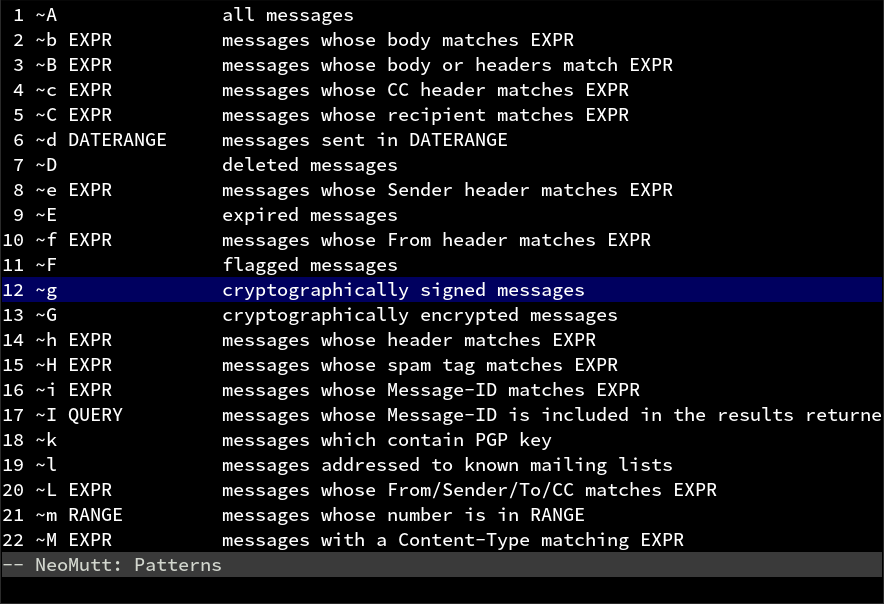 1 ~A               all messages
2 ~b EXPR          messages whose body matches EXPR
3 ~B EXPR          messages whose body or headers match EXPR
4 ~c EXPR          messages whose CC header matches EXPR
5 ~C EXPR          messages whose recipient matches EXPR
6 ~d DATERANGE     messages sent in DATERANGE
7 ~D               deleted messages
8 ~e EXPR          messages whose Sender header matches EXPR
9 ~E               expired messages
10 ~f EXPR          messages whose From header matches EXPR
11 ~F               flagged messages
12 ~g               cryptographically signed messages
13 ~G               cryptographically encrypted messages
14 ~h EXPR          messages whose header matches EXPR
15 ~H EXPR          messages whose spam tag matches EXPR
16 ~i EXPR          messages whose Message-ID matches EXPR
17 ~I QUERY         messages whose Message-ID is included in the results returne
18 ~k               messages which contain PGP key
19 ~l               messages addressed to known mailing lists
20 ~L EXPR          messages whose From/Sender/To/CC matches EXPR
21 ~m RANGE         messages whose number is in RANGE
22 ~M EXPR          messages with a Content-Type matching EXPR
-- NeoMutt: Patterns